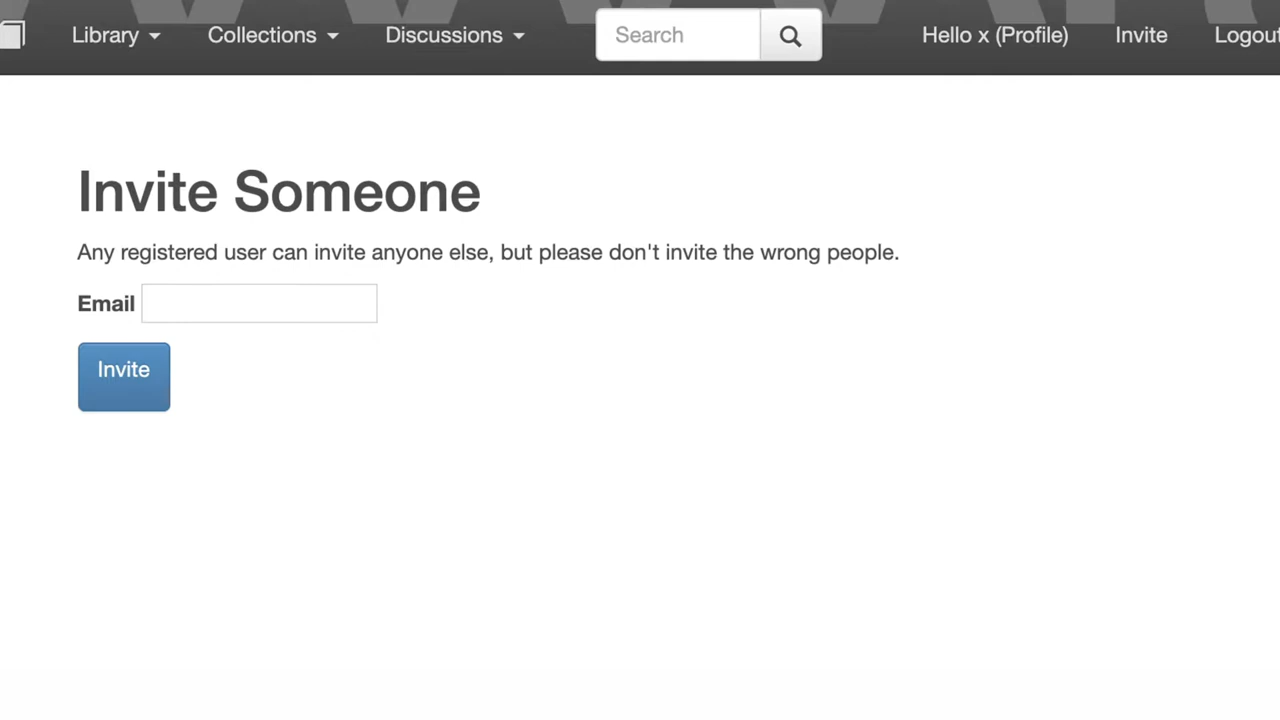 Library Collections Discussions Search Hello x (Profile) Invite Logout
Invite Someone
Any registered user can invite anyone else, but please don't invite the wrong people.
Email
Invite